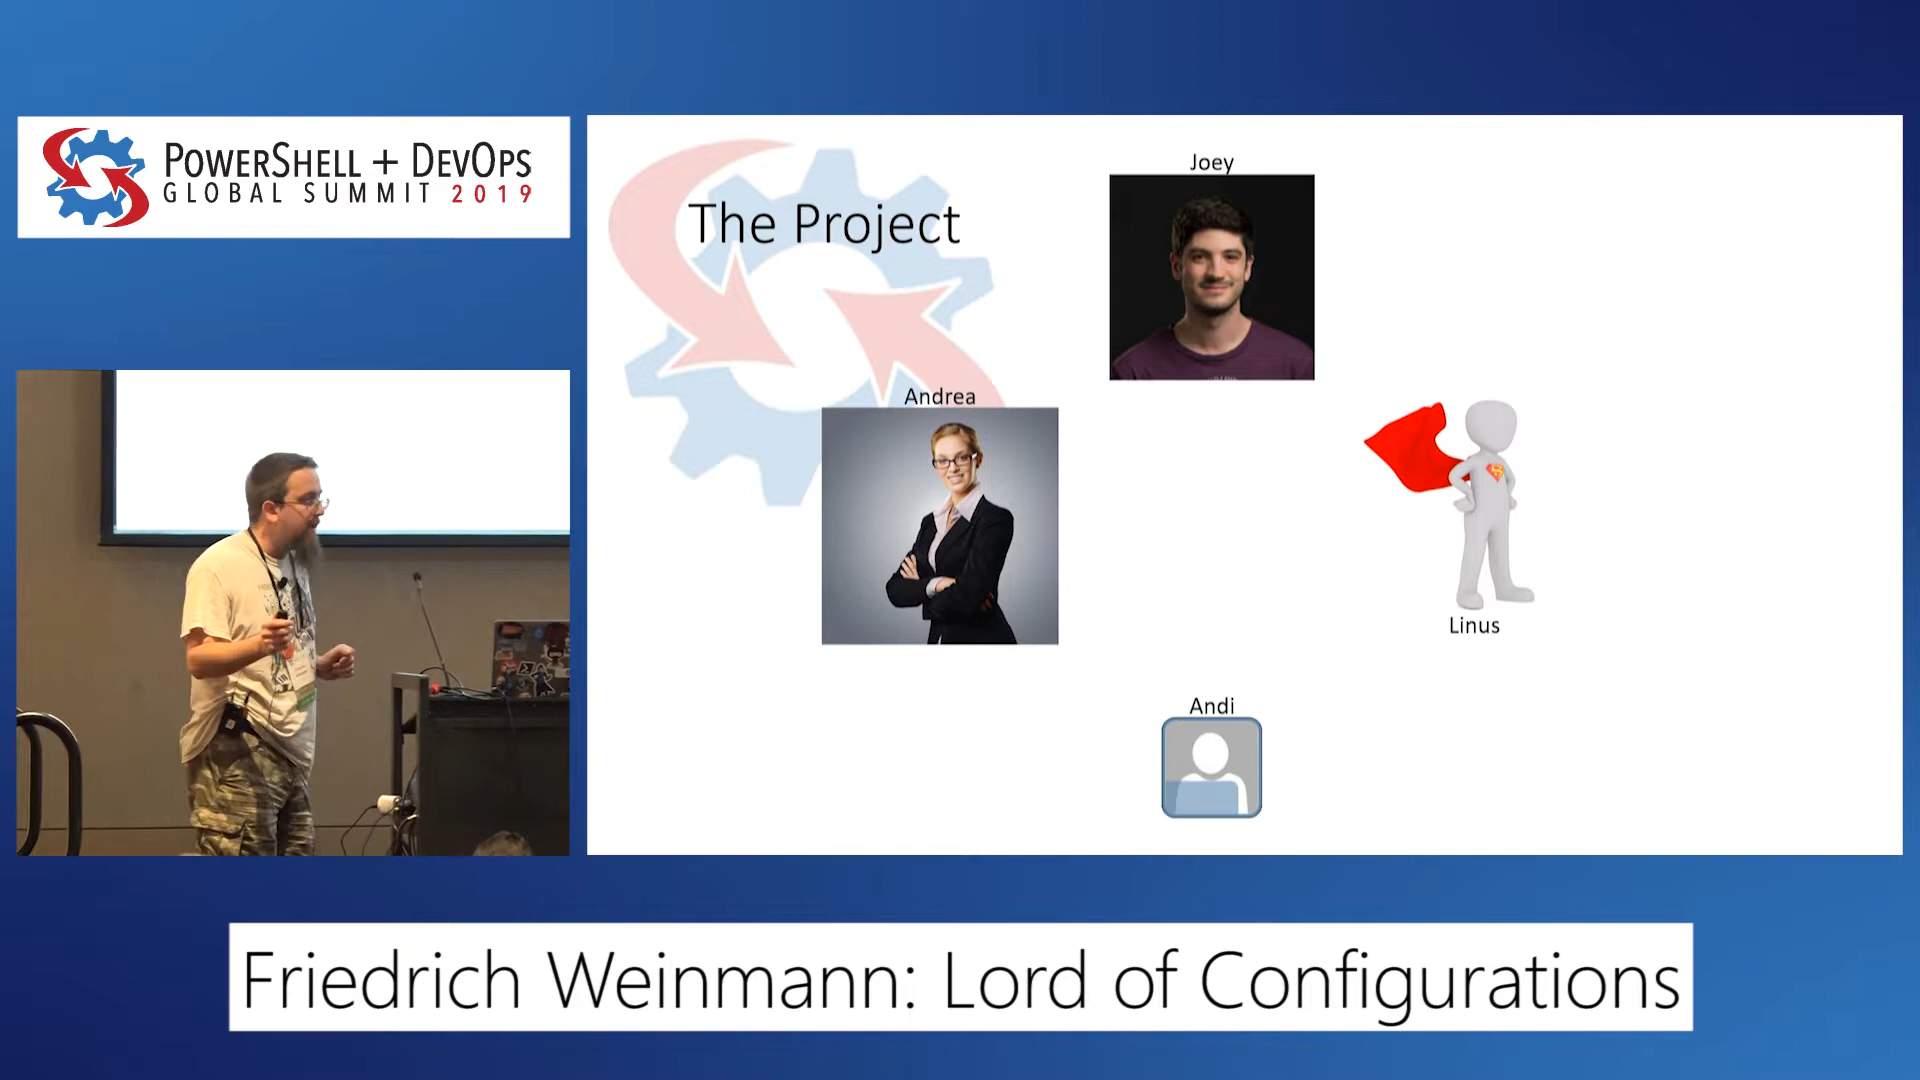 POWERSHELL + DEVOPS
GLOBAL SUMMIT 2019
The Project
Joey
Andrea
Linus
Andi
Friedrich Weinmann: Lord of Configurations